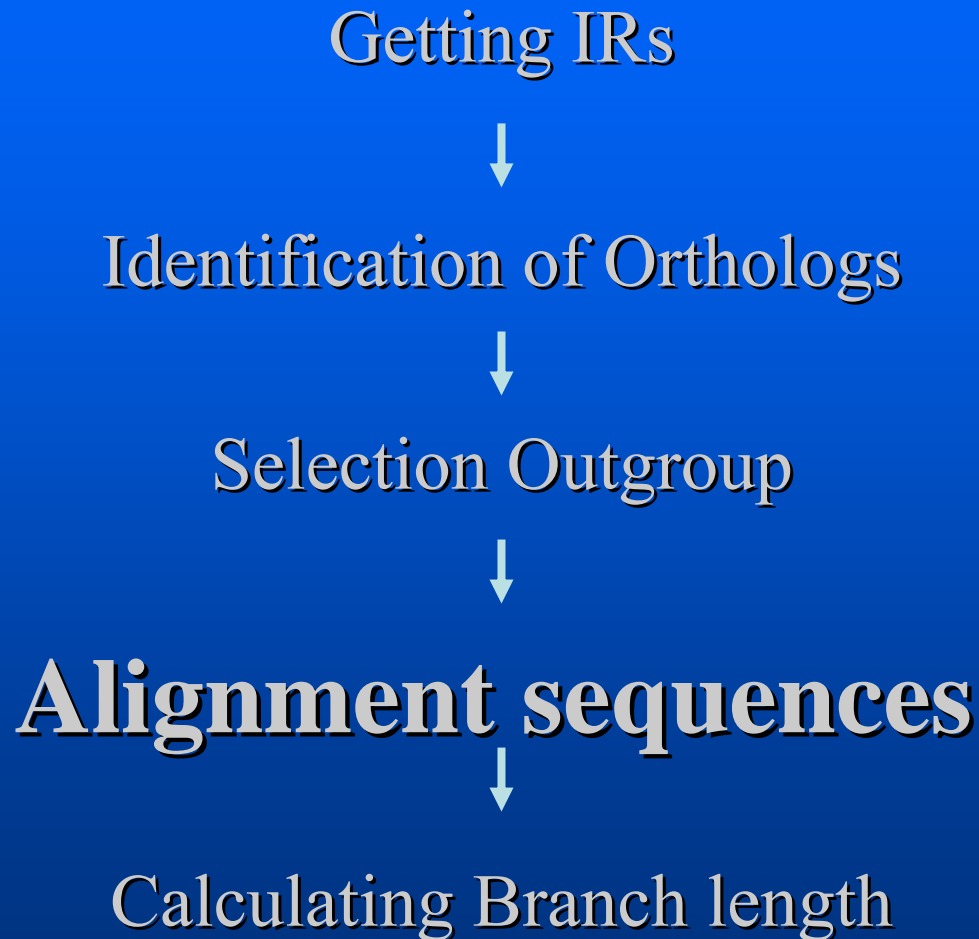 Getting IRs
Identification of Orthologs
Selection Outgroup
Alignment sequences
Calculating Branch length